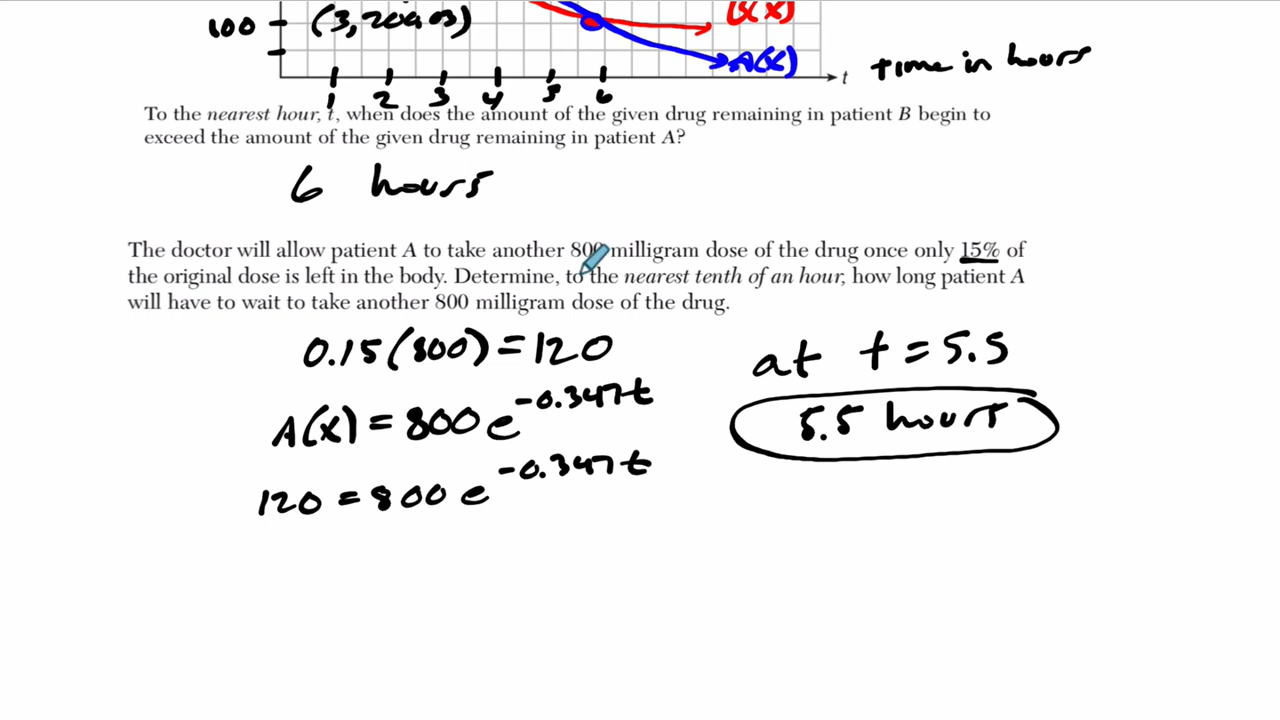 100 (3, 282.03) B(x)
A(x) t time in hours
1 2 3 4 5 6
To the nearest hour, t, when does the amount of the given drug remaining in patient B begin to
exceed the amount of the given drug remaining in patient A?
6 hours
The doctor will allow patient A to take another 800 milligram dose of the drug once only 15% of
the original dose is left in the body. Determine, to the nearest tenth of an hour, how long patient A
will have to wait to take another 800 milligram dose of the drug.
0.15(800) = 120
A(x) = 800 e^-0.347t
120 = 800 e^-0.347t
at t = 5.5
5.5 hours